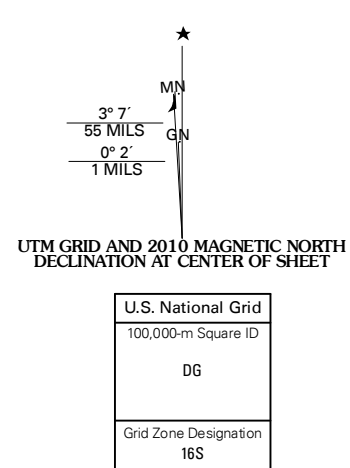 MN
3° 7´
55 MILS
GN
0° 2´
1 MILS
UTM GRID AND 2010 MAGNETIC NORTH
DECLINATION AT CENTER OF SHEET
U.S. National Grid
100,000-m Square ID
DG
Grid Zone Designation
16S